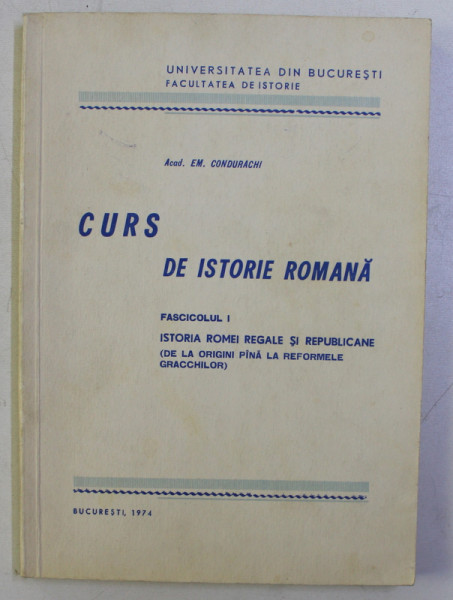 UNIVERSITATEA DIN BUCUREȘTI
FACULTATEA DE ISTORIE
Acad. EM. CONDURACHI
CURS
DE ISTORIE ROMANĂ
FASCICOLUL I
ISTORIA ROMEI REGALE ȘI REPUBLICANE
(DE LA ORIGINI PÎNĂ LA REFORMELE
GRACCHILOR)
BUCUREȘTI, 1974